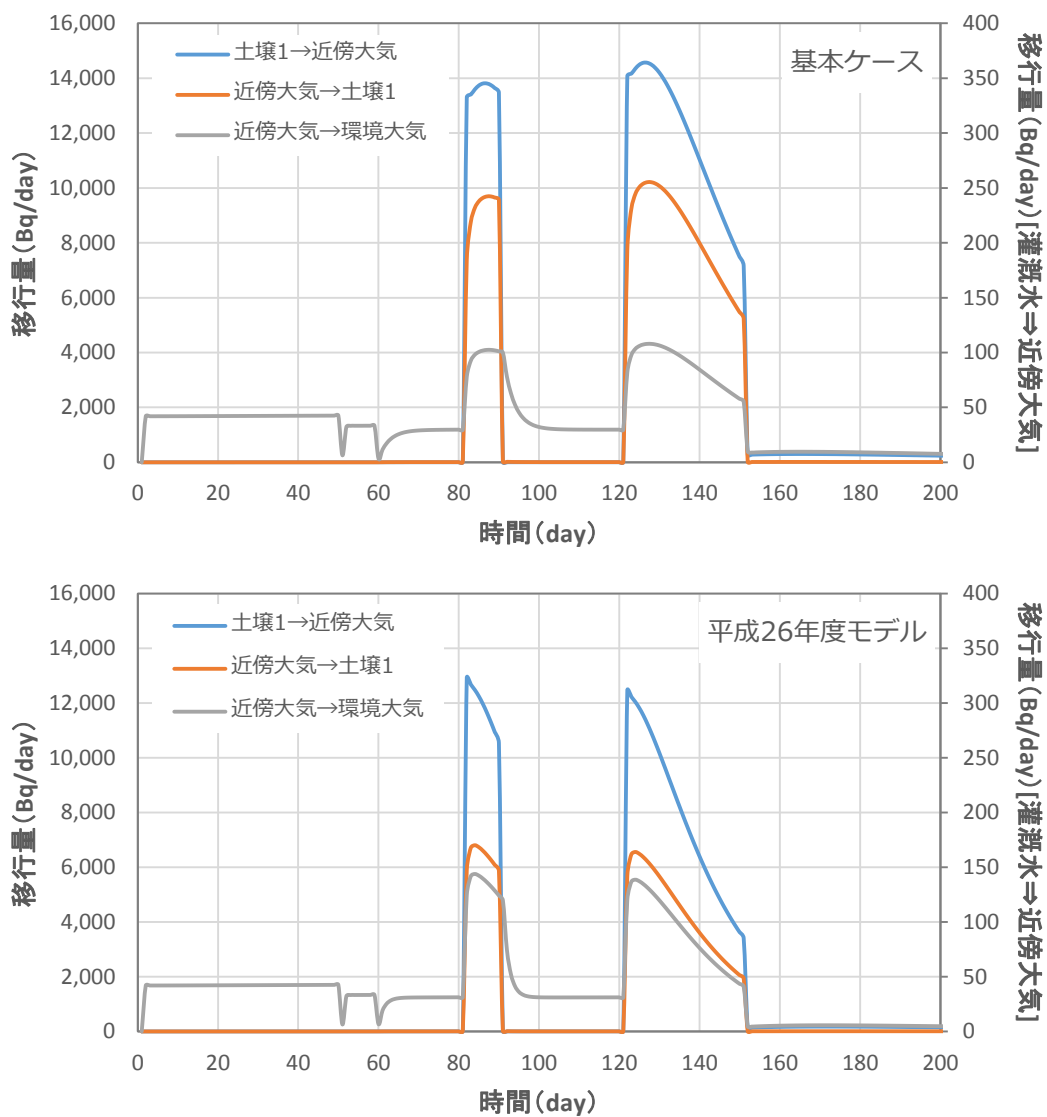 16,000
14,000
12,000
10,000
8,000
6,000
4,000
2,000
0
移行量(Bq/day)
土壌1→近傍大気
近傍大気→土壌1
近傍大気→環境大気
基本ケース
400
350
300
250
200
150
100
50
0
移行量(Bq/day)[灌漑水⇒近傍大気]
0 20 40 60 80 100 120 140 160 180 200
時間(day)
16,000
14,000
12,000
10,000
8,000
6,000
4,000
2,000
0
移行量(Bq/day)
土壌1→近傍大気
近傍大気→土壌1
近傍大気→環境大気
平成26年度モデル
400
350
300
250
200
150
100
50
0
移行量(Bq/day)[灌漑水⇒近傍大気]
0 20 40 60 80 100 120 140 160 180 200
時間(day)